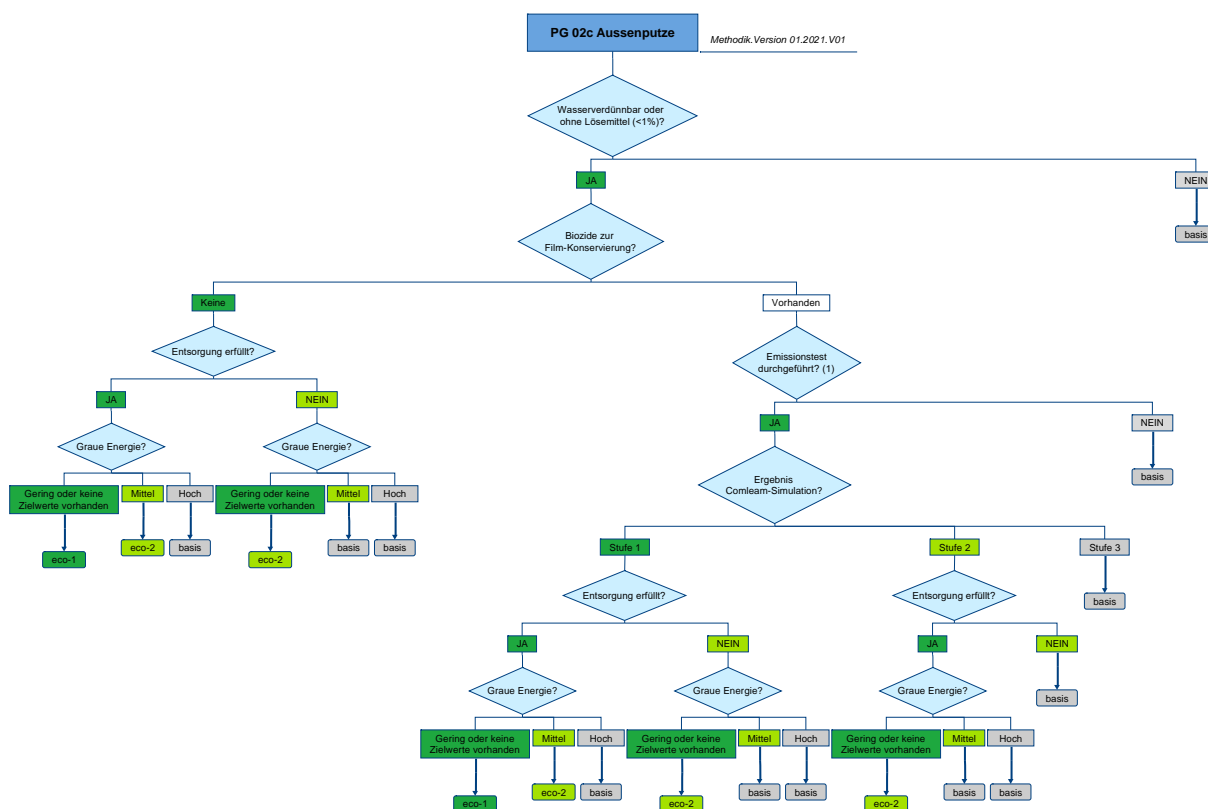 PG 02c Aussenputze
Methodik.Version 01.2021.V01
Wasserverdünnbar oder
ohne Lösemittel (<1%)?
JA
NEIN
basis
Biozide zur
Film-Konservierung?
Keine
Vorhanden
Entsorgung erfüllt?
Emissionstest
durchgeführt? (1)
JA
NEIN
JA
NEIN
Graue Energie?
Graue Energie?
basis
Ergebnis
Comleam-Simulation?
Gering oder keine
Zielwerte vorhanden
Mittel
Hoch
Gering oder keine
Zielwerte vorhanden
Mittel
Hoch
eco-1
eco-2
basis
eco-2
basis
basis
Stufe 1
Stufe 2
Stufe 3
Entsorgung erfüllt?
Entsorgung erfüllt?
basis
JA
NEIN
JA
NEIN
Graue Energie?
Graue Energie?
Graue Energie?
basis
Gering oder keine
Zielwerte vorhanden
Mittel
Hoch
Gering oder keine
Zielwerte vorhanden
Mittel
Hoch
Gering oder keine
Zielwerte vorhanden
Mittel
Hoch
eco-1
eco-2
basis
eco-2
basis
basis
eco-2
basis
basis